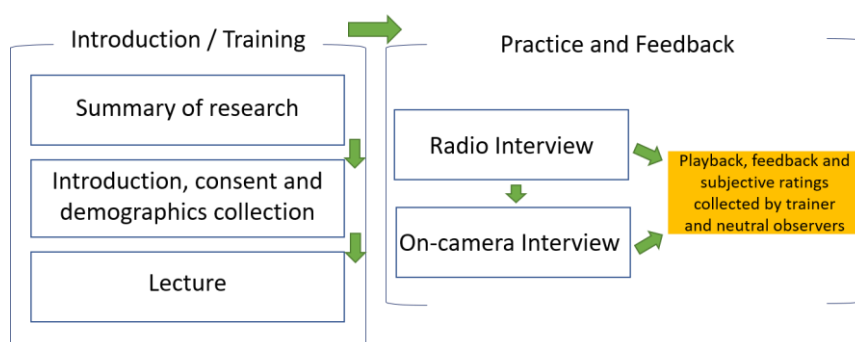 Introduction / Training
Summary of research
Introduction, consent and
demographics collection
Lecture
Practice and Feedback
Radio Interview
On-camera Interview
Playback, feedback and
subjective ratings
collected by trainer
and neutral observers